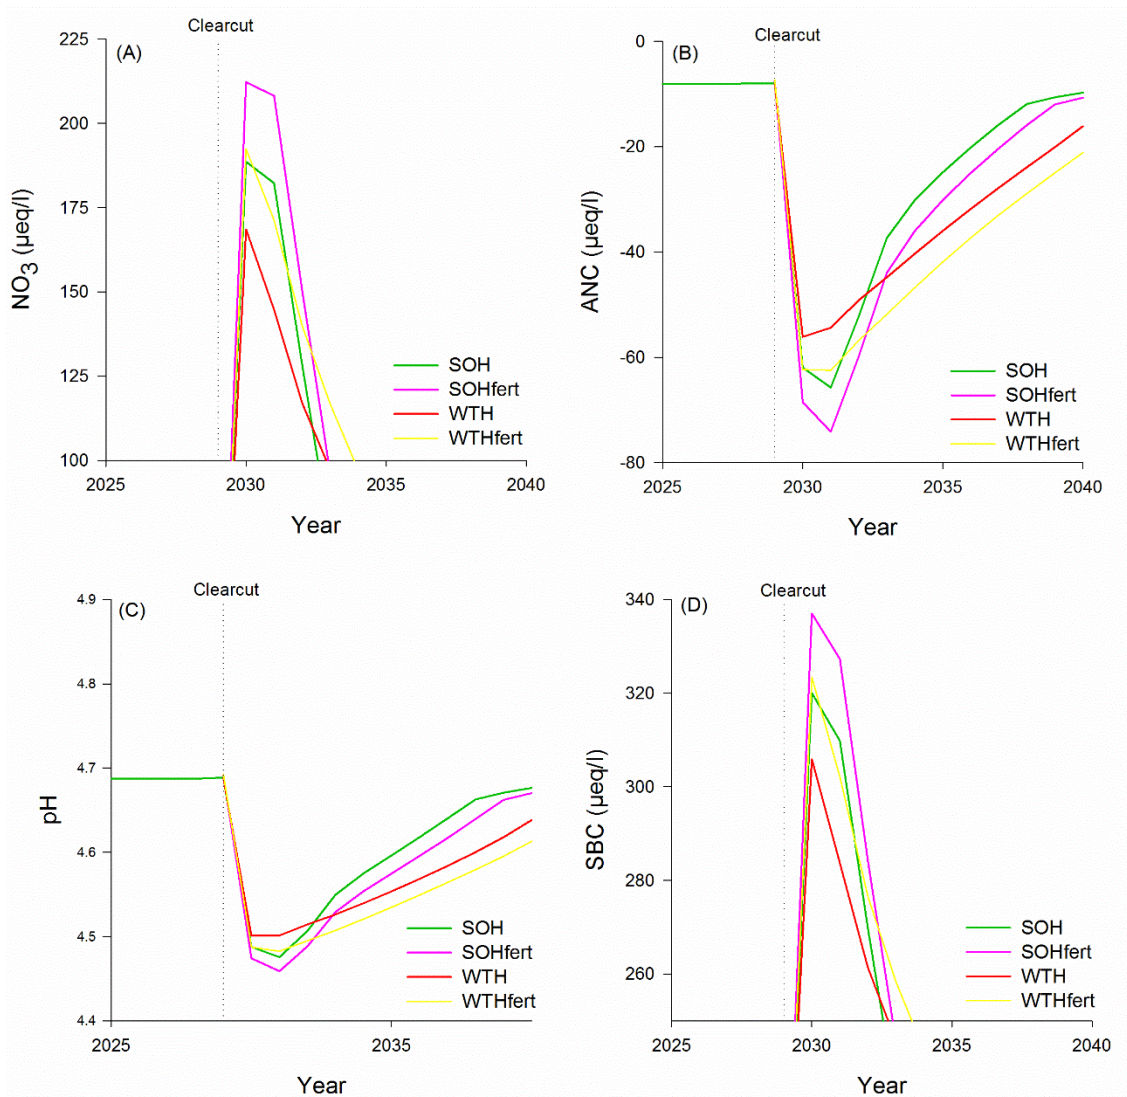 Clearcut
(A)
225
200
175
150
125
100
NO3 (µeq/l)
SOH
SOHfert
WTH
WTHfert
2025
2030
2035
2040
Year
Clearcut
(B)
-0
-20
-40
-60
-80
ANC (µeq/l)
SOH
SOHfert
WTH
WTHfert
2025
2030
2035
2040
Year
Clearcut
(C)
4.9
4.8
4.7
4.6
4.5
4.4
pH
SOH
SOHfert
WTH
WTHfert
2025
2035
Year
Clearcut
(D)
340
320
300
280
260
SBC (µeq/l)
SOH
SOHfert
WTH
WTHfert
2025
2030
2035
2040
Year